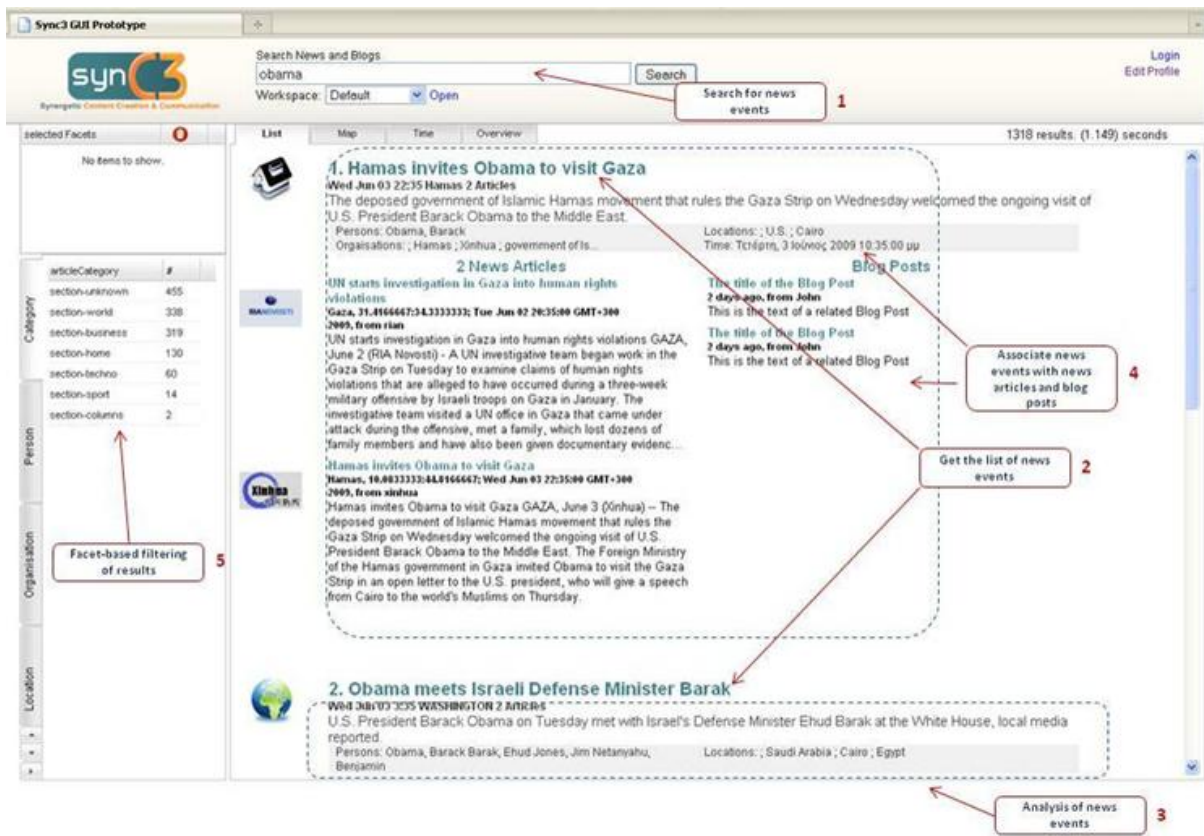 Sync3 GUI Prototype
synC3
Synergetic Content Creation & Communication
Search News and Blogs
obama
Search
Workspace: Default Open
Login
Edit Profile
Search for news events
1
selected Facets O
No items to show.
List Map Time Overview
1318 results. (1.149) seconds
1. Hamas invites Obama to visit Gaza
Wed Jun 03 22:35 Hamas 2 Articles
The deposed government of Islamic Hamas movement that rules the Gaza Strip on Wednesday welcomed the ongoing visit of
U.S. President Barack Obama to the Middle East.
Persons: Obama, Barack
Locations: ; U.S. ; Cairo
Orgaisations: ; Hamas ; Xinhua ; government of Is...
Time: Τετάρτη, 3 Ιούνιος 2009 10:35:00 μμ
2 News Articles
Blog Posts
RIANOVOSTI
UN starts investigation in Gaza into human rights
violations
Gaza, 31.4166667:34.3333333; Tue Jun 02 20:35:00 GMT+300
2009, from rian
UN starts investigation in Gaza into human rights violations GAZA,
June 2 (RIA Novosti) - A UN investigative team began work in the
Gaza Strip on Tuesday to examine claims of human rights
violations that are alleged to have occurred during a three-week
military offensive by Israeli troops on Gaza in January. The
investigative team visited a UN office in Gaza that came under
attack during the offensive, met a family, which lost dozens of
family members and have also been given documentary evidenc...
The title of the Blog Post
2 days ago, from John
This is the text of a related Blog Post
The title of the Blog Post
2 days ago, from John
This is the text of a related Blog Post
Associate news
events with news
articles and blog
posts
4
Xinhua
Hamas invites Obama to visit Gaza
Hamas, 10.0833333:44.8166667; Wed Jun 03 22:35:00 GMT+300
2009, from xinhua
Hamas invites Obama to visit Gaza GAZA, June 3 (Xinhua) -- The
deposed government of Islamic Hamas movement that rules the
Gaza Strip on Wednesday welcomed the ongoing visit of U.S.
President Barack Obama to the Middle East. The Foreign Ministry
of the Hamas government in Gaza invited Obama to visit the Gaza
Strip in an open letter to the U.S. president, who will give a speech
from Cairo to the world's Muslims on Thursday.
Get the list of news
events
2
articleCategory #
section-unknown 455
section-world 338
section-business 319
section-home 130
section-techno 60
section-sport 14
section-columns 2
Category
Person
Organisation
Location
Facet-based filtering
of results
5
2. Obama meets Israeli Defense Minister Barak
Wed Jun 03 3:35 WASHINGTON 2 Articles
U.S. President Barack Obama on Tuesday met with Israel's Defense Minister Ehud Barak at the White House, local media
reported.
Persons: Obama, Barack Barak, Ehud Jones, Jim Netanyahu,
Benjamin
Locations: ; Saudi Arabia ; Cairo ; Egypt
Analysis of news
events
3